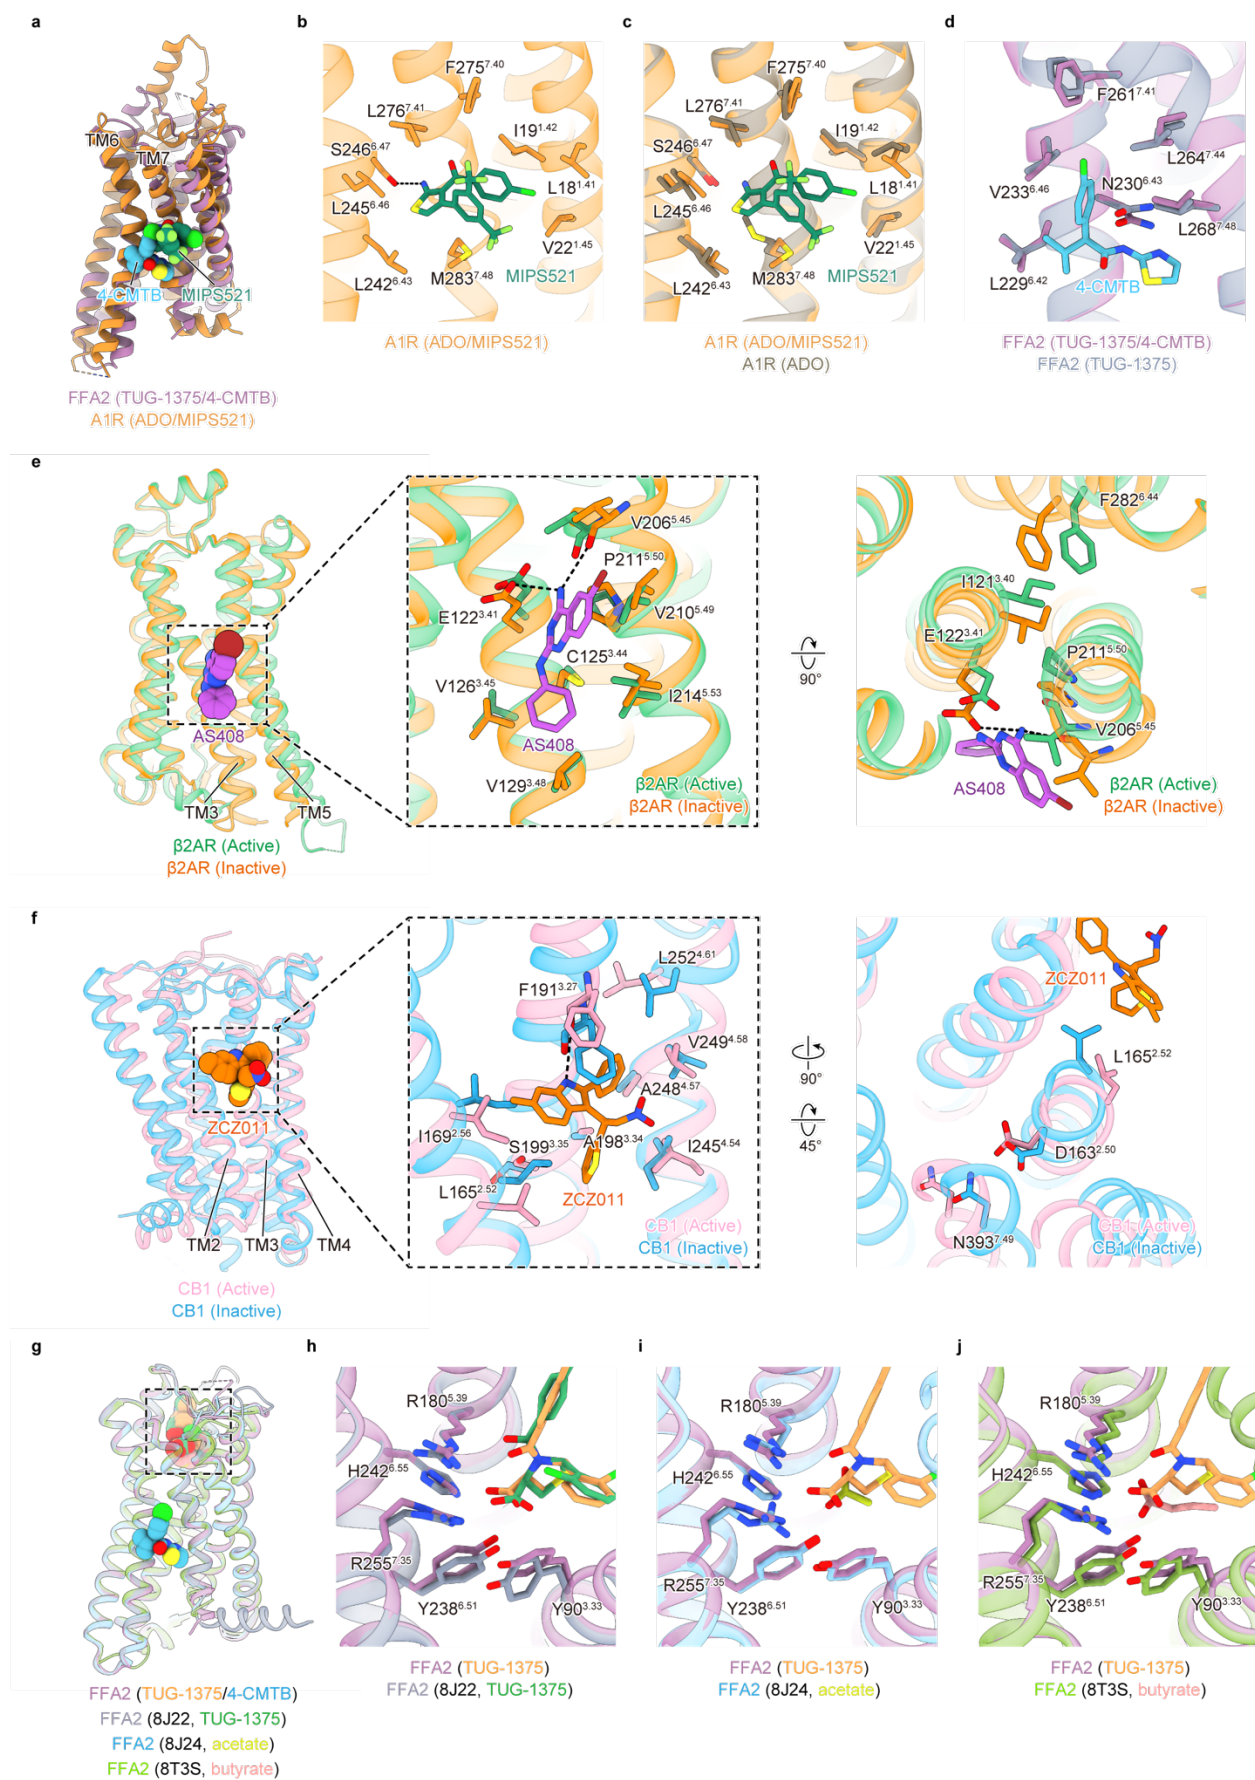 a
TM6
TM7
4-CMTB
MIPS521
FFA2 (TUG-1375/4-CMTB)
A1R (ADO/MIPS521)
b
F275^7.40
L276^7.41
I19^1.42
S246^6.47
L18^1.41
L245^6.46
V22^1.45
L242^6.43
M283^7.48
MIPS521
A1R (ADO/MIPS521)
c
F275^7.40
L276^7.41
I19^1.42
S246^6.47
L18^1.41
L245^6.46
V22^1.45
L242^6.43
M283^7.48
MIPS521
A1R (ADO/MIPS521)
A1R (ADO)
d
F261^7.41
L264^7.44
V233^6.46
N230^6.43
L268^7.48
L229^6.42
4-CMTB
FFA2 (TUG-1375/4-CMTB)
FFA2 (TUG-1375)
e
AS408
TM3
TM5
β2AR (Active)
β2AR (Inactive)
V206^5.45
P211^5.50
E122^3.41
V210^5.49
C125^3.44
V126^3.45
I214^5.53
AS408
V129^3.48
β2AR (Active)
β2AR (Inactive)
90°
F282^6.44
I121^3.40
E122^3.41
P211^5.50
V206^5.45
AS408
β2AR (Active)
β2AR (Inactive)
f
ZCZ011
TM2
TM3
TM4
CB1 (Active)
CB1 (Inactive)
L252^4.61
F191^3.27
V249^4.58
A248^4.57
I169^2.56
S199^3.35
A198^3.34
I245^4.54
L165^2.52
ZCZ011
CB1 (Active)
CB1 (Inactive)
90°
45°
ZCZ011
L165^2.52
D163^2.50
N393^7.49
CB1 (Active)
CB1 (Inactive)
g
FFA2 (TUG-1375/4-CMTB)
FFA2 (8J22, TUG-1375)
FFA2 (8J24, acetate)
FFA2 (8T3S, butyrate)
h
R180^5.39
H242^6.55
R255^7.35
Y238^6.51
Y90^3.33
FFA2 (TUG-1375)
FFA2 (8J22, TUG-1375)
i
R180^5.39
H242^6.55
R255^7.35
Y238^6.51
Y90^3.33
FFA2 (TUG-1375)
FFA2 (8J24, acetate)
j
R180^5.39
H242^6.55
R255^7.35
Y238^6.51
Y90^3.33
FFA2 (TUG-1375)
FFA2 (8T3S, butyrate)